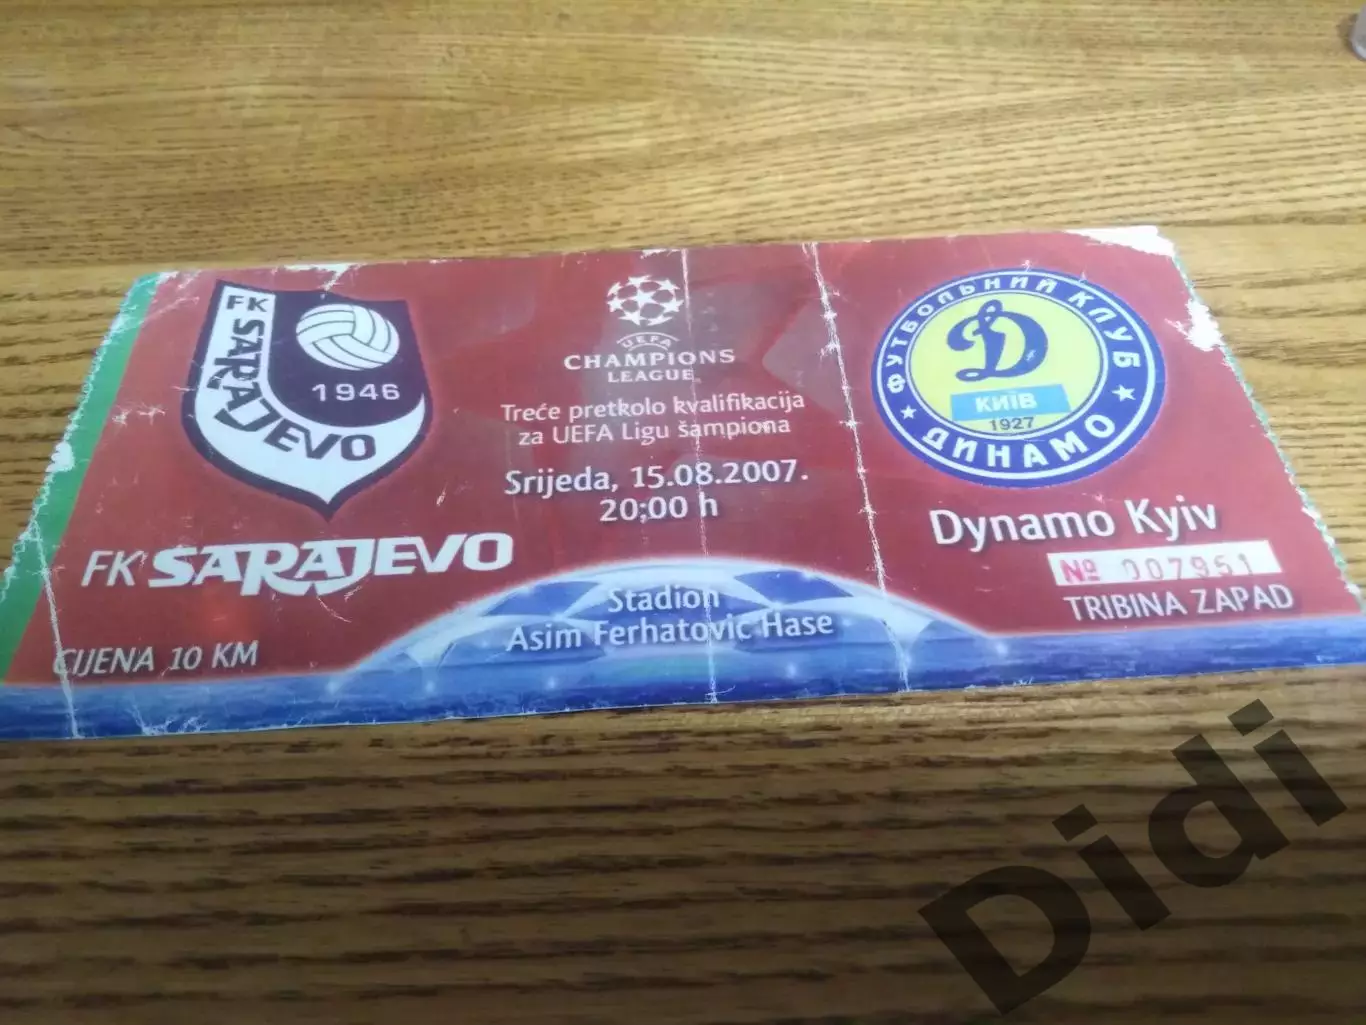 FK SARAJEVO
1946
UEFA
CHAMPIONS
LEAGUE
Treće pretkolo kvalifikacija
za UEFA Ligu šampiona
Srijeda, 15.08.2007.
20:00 h
ФУТБОЛЬНИЙ КЛУБ
Д
КИЇВ
1927
ДИНАМО
FK SARAJEVO
Dynamo Kyiv
№ 007961
TRIBINA ZAPAD
Stadion
Asim Ferhatovic Hase
CIJENA 10 KM
Didi